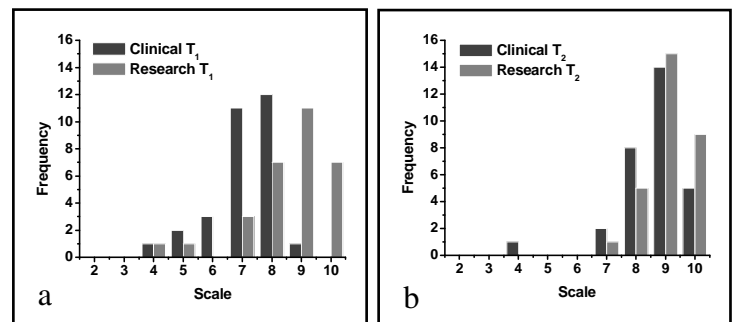 16
14
12
10
8
6
4
2
0
Frequency
Clinical T₁
Research T₁
2 3 4 5 6 7 8 9 10
Scale
a
16
14
12
10
8
6
4
2
0
Frequency
Clinical T₂
Research T₂
2 3 4 5 6 7 8 9 10
Scale
b